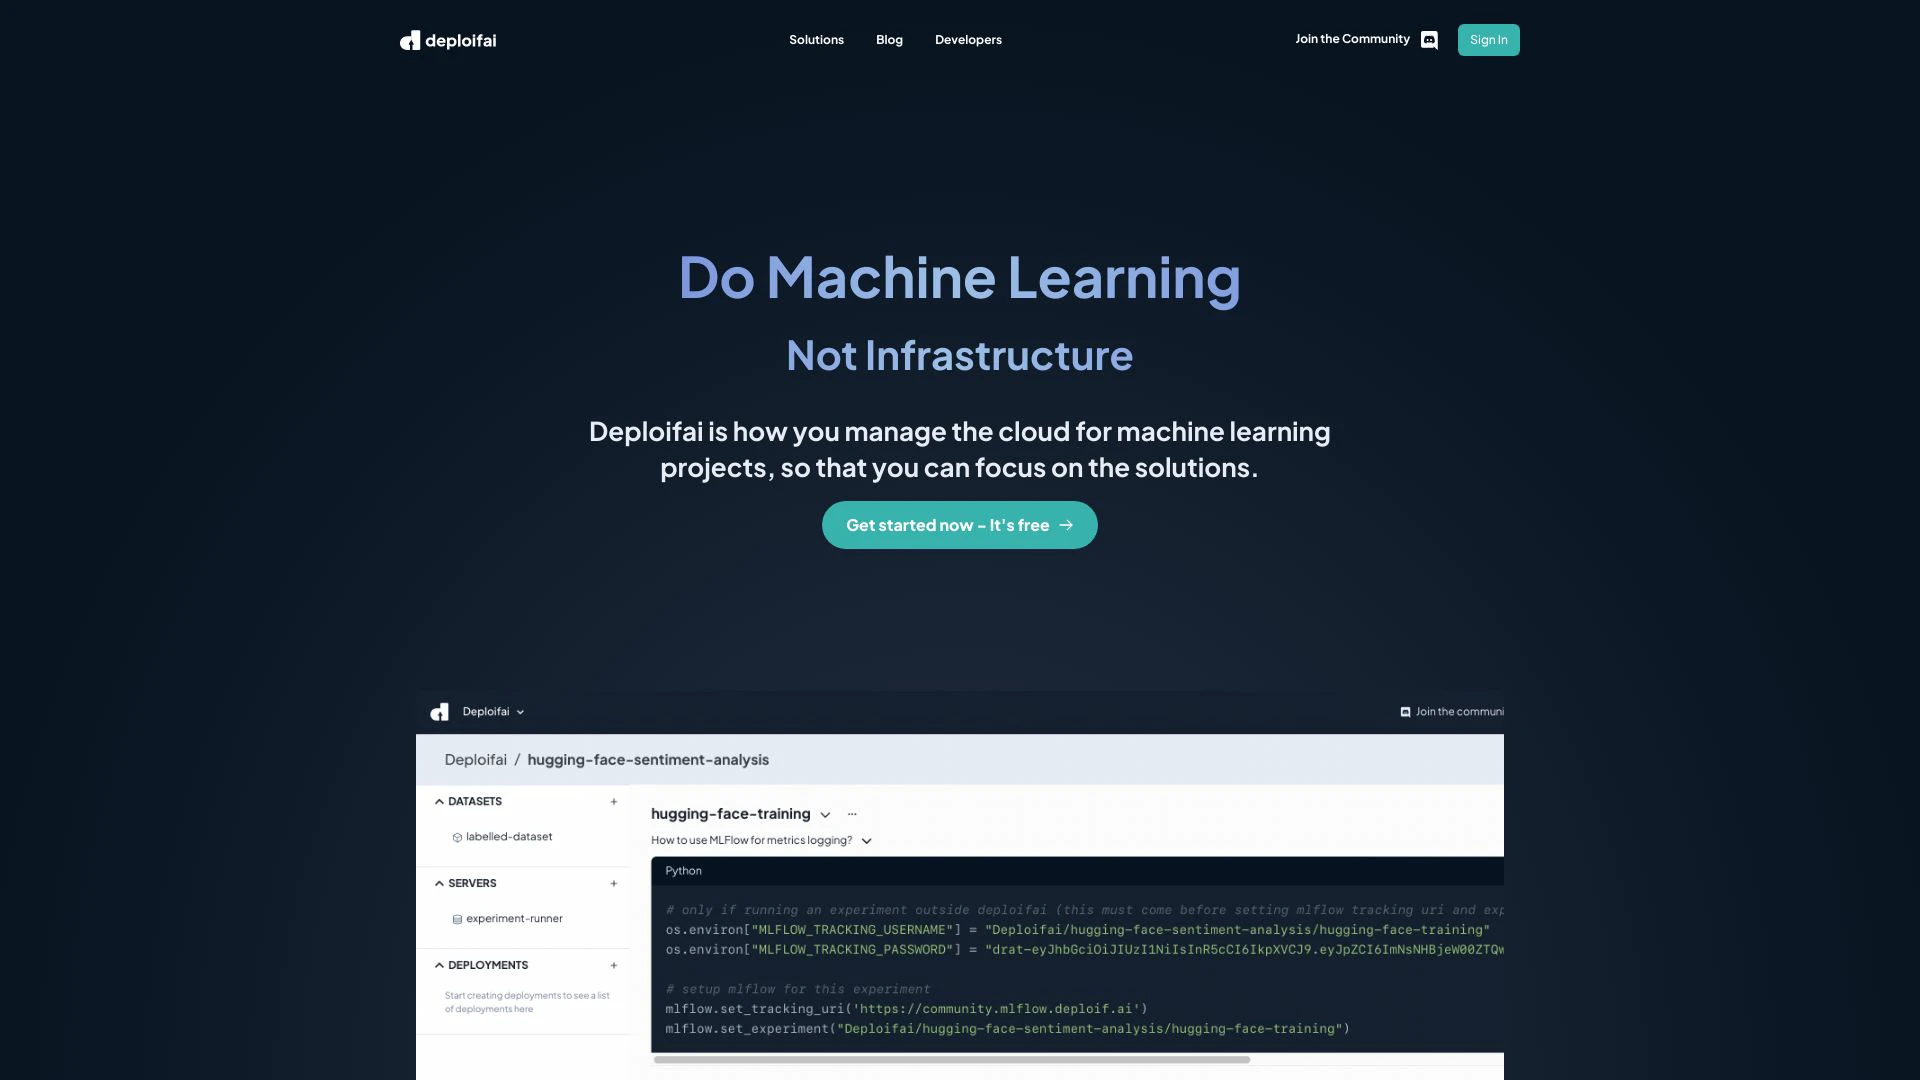 deploifai
Solutions
Blog
Developers
Join the Community
Sign In
Do Machine Learning
Not Infrastructure
Deploifai is how you manage the cloud for machine learning
projects, so that you can focus on the solutions.
Get started now - It's free →
Deploifai
Join the communi
Deploifai / hugging-face-sentiment-analysis
DATASETS +
labelled-dataset
SERVERS +
experiment-runner
DEPLOYMENTS +
Start creating deployments to see a list
of deployments here
hugging-face-training ...
How to use MLFlow for metrics logging?
Python
# only if running an experiment outside deploifai (this must come before setting mlflow tracking uri and exp
os.environ["MLFLOW_TRACKING_USERNAME"] = "Deploifai/hugging-face-sentiment-analysis/hugging-face-training"
os.environ["MLFLOW_TRACKING_PASSWORD"] = "drat-eyJhbGciOiJIUzI1NiIsInR5cCI6IkpXVCJ9.eyJpZCI6ImNsNHBjeW00ZTQw
# setup mlflow for this experiment
mlflow.set_tracking_uri('https://community.mlflow.deploif.ai')
mlflow.set_experiment("Deploifai/hugging-face-sentiment-analysis/hugging-face-training")